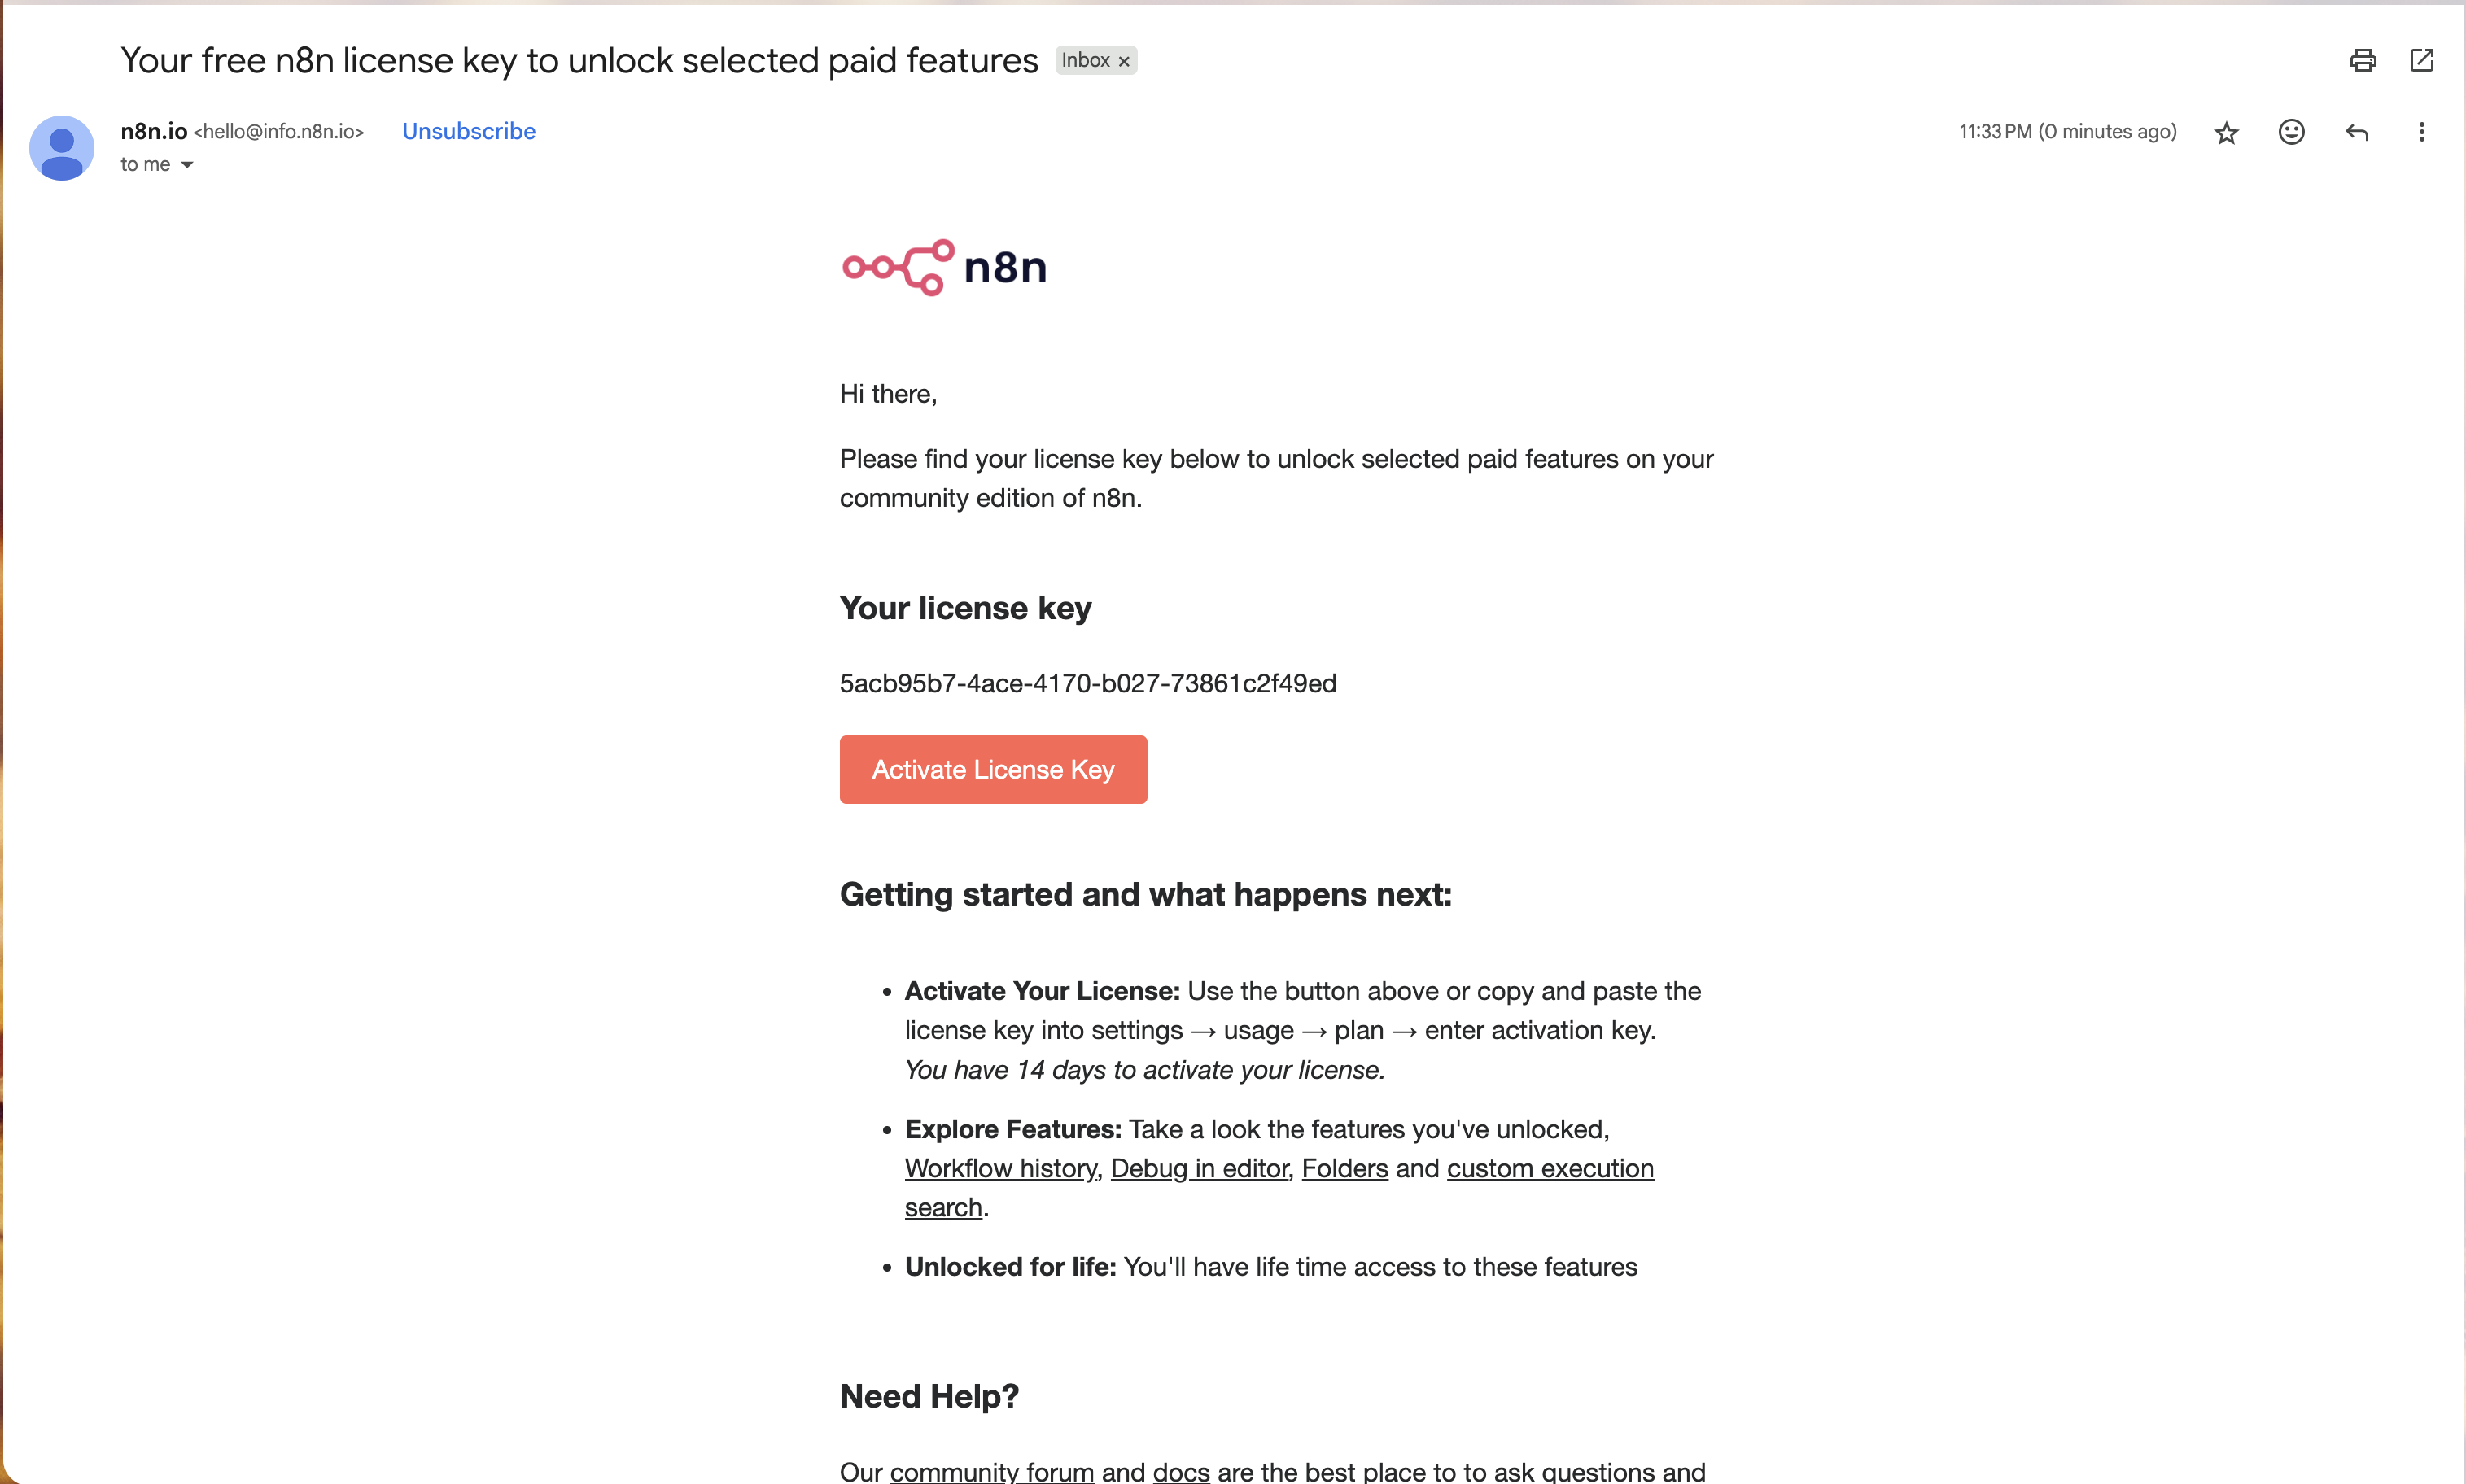 Your free n8n license key to unlock selected paid features Inbox ×
n8n.io <hello@info.n8n.io> Unsubscribe 11:33 PM (0 minutes ago)
to me
n8n
Hi there,
Please find your license key below to unlock selected paid features on your
community edition of n8n.
Your license key
5acb95b7-4ace-4170-b027-73861c2f49ed
Activate License Key
Getting started and what happens next:
• Activate Your License: Use the button above or copy and paste the
license key into settings → usage → plan → enter activation key.
You have 14 days to activate your license.
• Explore Features: Take a look the features you've unlocked,
Workflow history, Debug in editor, Folders and custom execution
search.
• Unlocked for life: You'll have life time access to these features
Need Help?
Our community forum and docs are the best place to to ask questions and